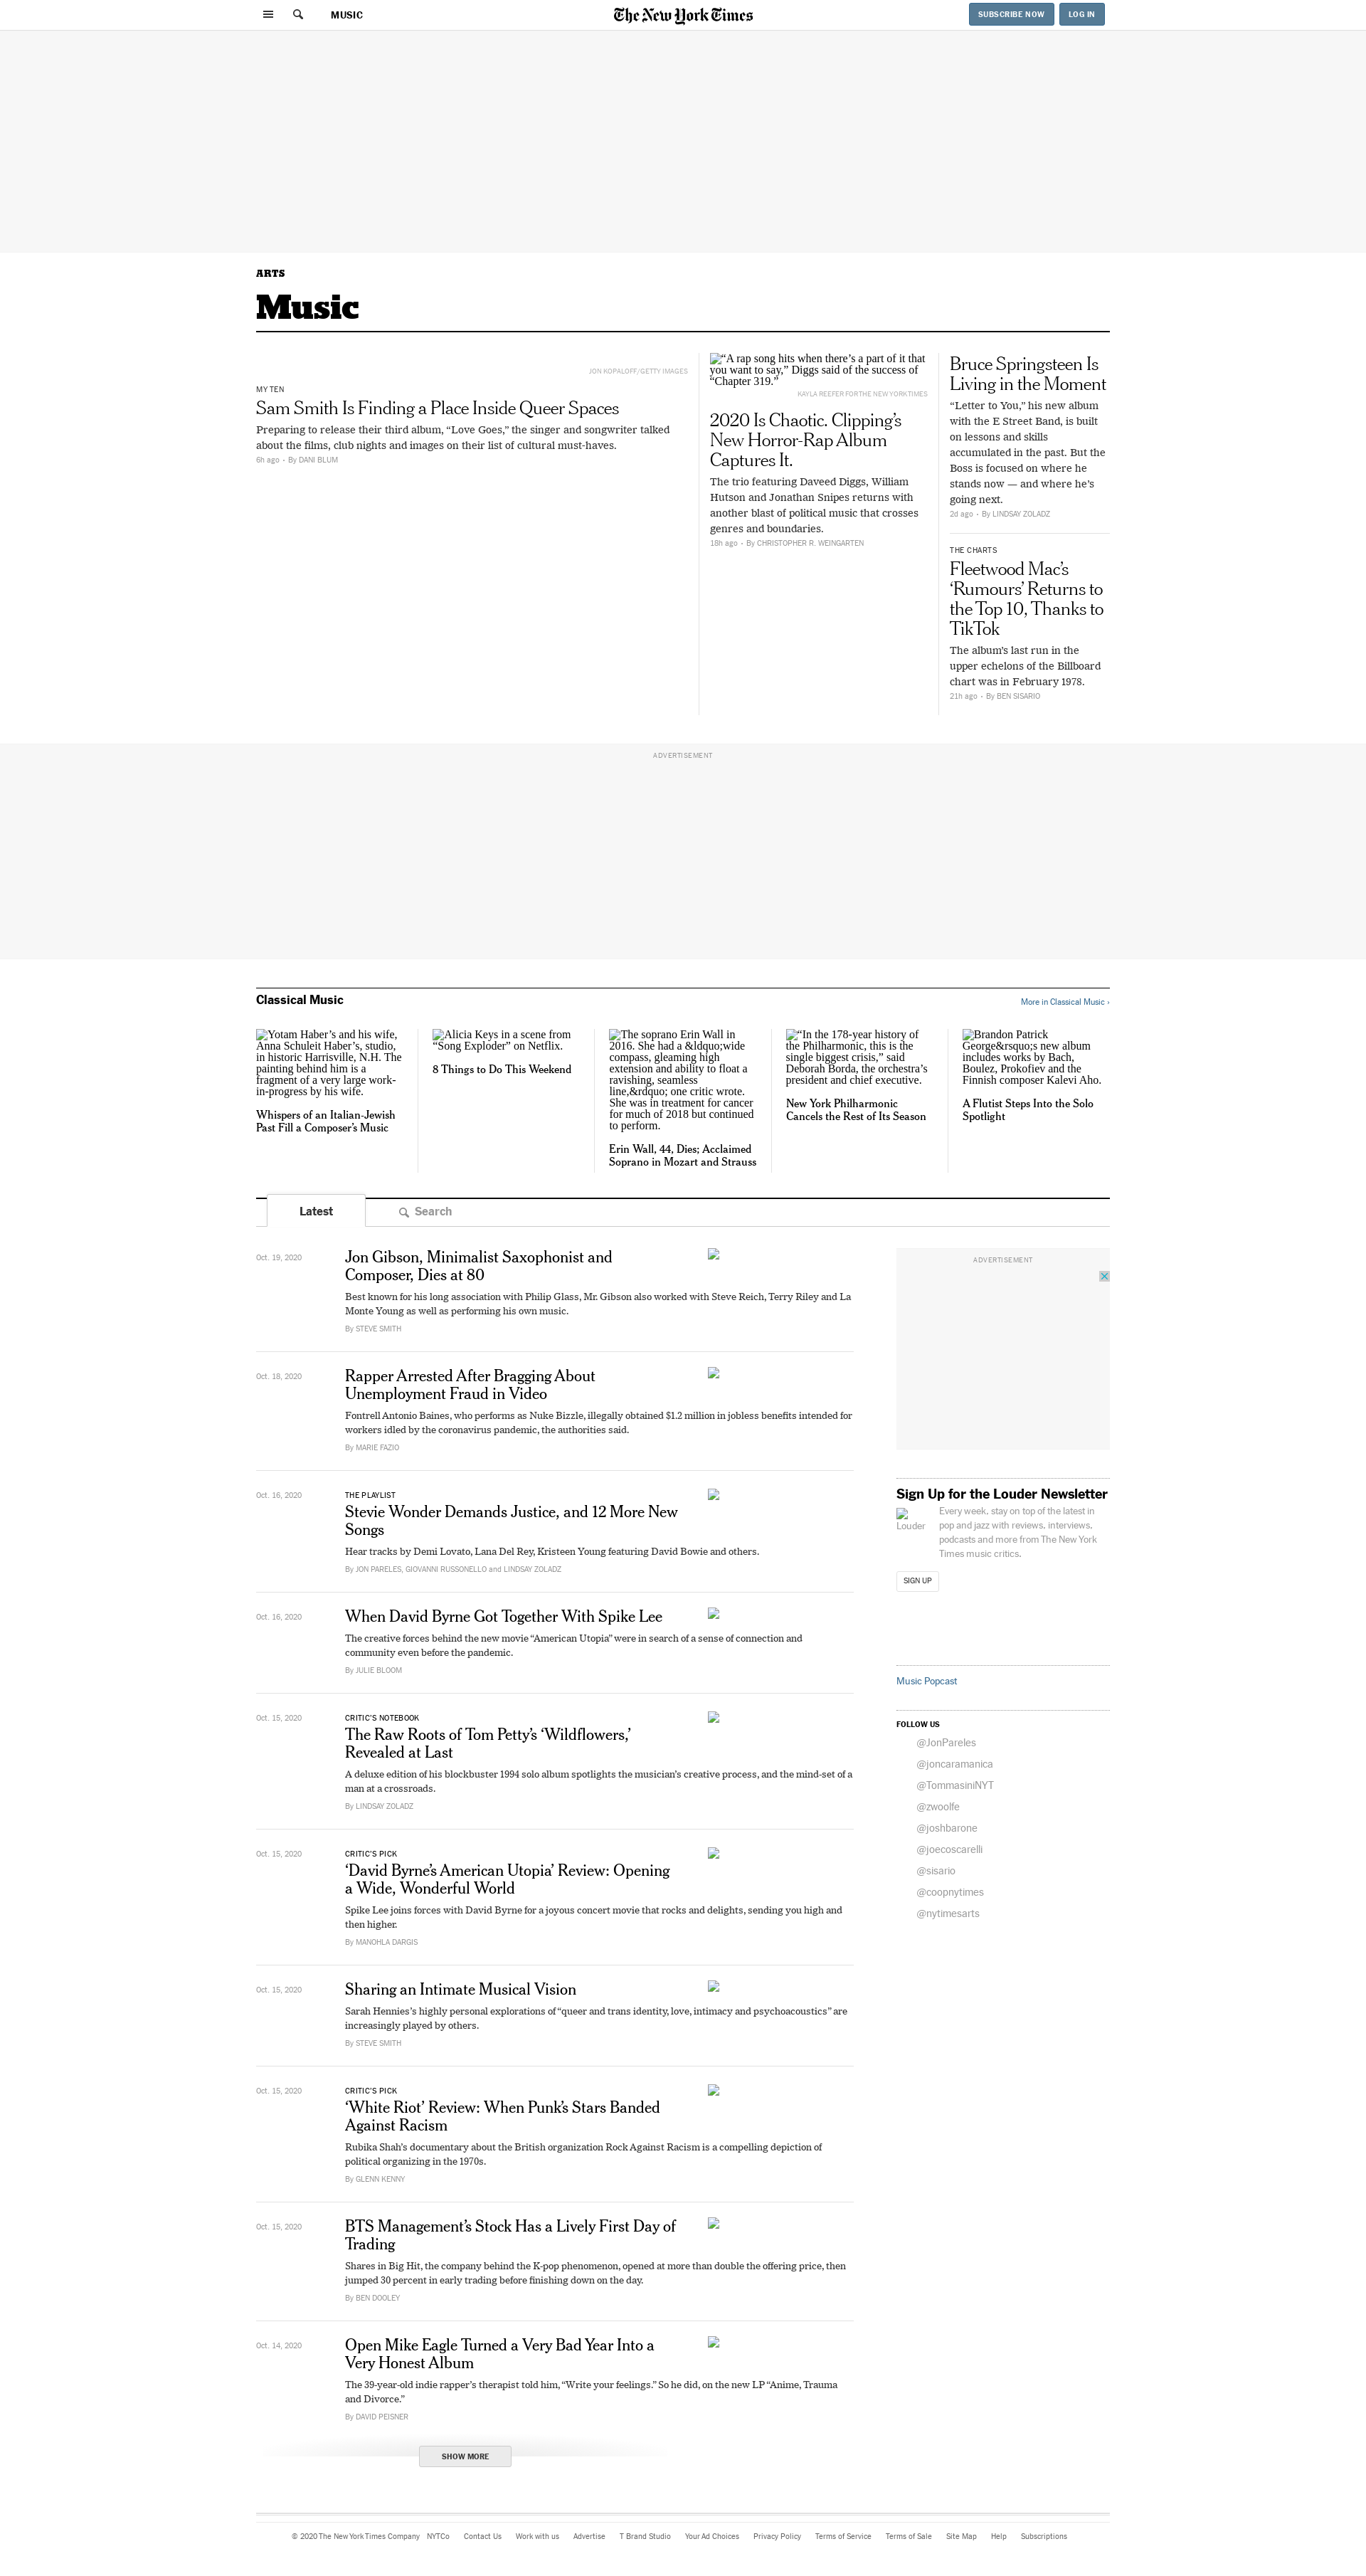 MUSIC
The New York Times
SUBSCRIBE NOW
LOG IN
ARTS
Music
JON KOPALOFF/GETTY IMAGES
MY TEN
Sam Smith Is Finding a Place Inside Queer Spaces
Preparing to release their third album, “Love Goes,” the singer and songwriter talked
about the films, club nights and images on their list of cultural must-haves.
6h ago • By DANI BLUM
“A rap song hits when there’s a part of it that
you want to say,” Diggs said of the success of
“Chapter 319.”
KAYLA REEFER FOR THE NEW YORK TIMES
2020 Is Chaotic. Clipping’s
New Horror-Rap Album
Captures It.
The trio featuring Daveed Diggs, William
Hutson and Jonathan Snipes returns with
another blast of political music that crosses
genres and boundaries.
18h ago • By CHRISTOPHER R. WEINGARTEN
Bruce Springsteen Is
Living in the Moment
“Letter to You,” his new album
with the E Street Band, is built
on lessons and skills
accumulated in the past. But the
Boss is focused on where he
stands now — and where he’s
going next.
2d ago • By LINDSAY ZOLADZ
THE CHARTS
Fleetwood Mac’s
‘Rumours’ Returns to
the Top 10, Thanks to
TikTok
The album’s last run in the
upper echelons of the Billboard
chart was in February 1978.
21h ago • By BEN SISARIO
ADVERTISEMENT
Classical Music
More in Classical Music ›
Yotam Haber’s and his wife,
Anna Schuleit Haber’s, studio,
in historic Harrisville, N.H. The
painting behind him is a
fragment of a very large work-
in-progress by his wife.
Whispers of an Italian-Jewish
Past Fill a Composer’s Music
Alicia Keys in a scene from
“Song Exploder” on Netflix.
8 Things to Do This Weekend
The soprano Erin Wall in
2016. She had a &ldquo;wide
compass, gleaming high
extension and ability to float a
ravishing, seamless
line,&rdquo; one critic wrote.
She was in treatment for cancer
for much of 2018 but continued
to perform.
Erin Wall, 44, Dies; Acclaimed
Soprano in Mozart and Strauss
“In the 178-year history of
the Philharmonic, this is the
single biggest crisis,” said
Deborah Borda, the orchestra’s
president and chief executive.
New York Philharmonic
Cancels the Rest of Its Season
Brandon Patrick
George&rsquo;s new album
includes works by Bach,
Boulez, Prokofiev and the
Finnish composer Kalevi Aho.
A Flutist Steps Into the Solo
Spotlight
Latest
Search
Oct. 19, 2020
Jon Gibson, Minimalist Saxophonist and
Composer, Dies at 80
Best known for his long association with Philip Glass, Mr. Gibson also worked with Steve Reich, Terry Riley and La
Monte Young as well as performing his own music.
By STEVE SMITH
Oct. 18, 2020
Rapper Arrested After Bragging About
Unemployment Fraud in Video
Fontrell Antonio Baines, who performs as Nuke Bizzle, illegally obtained $1.2 million in jobless benefits intended for
workers idled by the coronavirus pandemic, the authorities said.
By MARIE FAZIO
Oct. 16, 2020
THE PLAYLIST
Stevie Wonder Demands Justice, and 12 More New
Songs
Hear tracks by Demi Lovato, Lana Del Rey, Kristeen Young featuring David Bowie and others.
By JON PARELES, GIOVANNI RUSSONELLO and LINDSAY ZOLADZ
Oct. 16, 2020
When David Byrne Got Together With Spike Lee
The creative forces behind the new movie “American Utopia” were in search of a sense of connection and
community even before the pandemic.
By JULIE BLOOM
Oct. 15, 2020
CRITIC’S NOTEBOOK
The Raw Roots of Tom Petty’s ‘Wildflowers,’
Revealed at Last
A deluxe edition of his blockbuster 1994 solo album spotlights the musician’s creative process, and the mind-set of a
man at a crossroads.
By LINDSAY ZOLADZ
Oct. 15, 2020
CRITIC’S PICK
‘David Byrne’s American Utopia’ Review: Opening
a Wide, Wonderful World
Spike Lee joins forces with David Byrne for a joyous concert movie that rocks and delights, sending you high and
then higher.
By MANOHLA DARGIS
Oct. 15, 2020
Sharing an Intimate Musical Vision
Sarah Hennies’s highly personal explorations of “queer and trans identity, love, intimacy and psychoacoustics” are
increasingly played by others.
By STEVE SMITH
Oct. 15, 2020
CRITIC’S PICK
‘White Riot’ Review: When Punk’s Stars Banded
Against Racism
Rubika Shah’s documentary about the British organization Rock Against Racism is a compelling depiction of
political organizing in the 1970s.
By GLENN KENNY
Oct. 15, 2020
BTS Management’s Stock Has a Lively First Day of
Trading
Shares in Big Hit, the company behind the K-pop phenomenon, opened at more than double the offering price, then
jumped 30 percent in early trading before finishing down on the day.
By BEN DOOLEY
Oct. 14, 2020
Open Mike Eagle Turned a Very Bad Year Into a
Very Honest Album
The 39-year-old indie rapper’s therapist told him, “Write your feelings.” So he did, on the new LP “Anime, Trauma
and Divorce.”
By DAVID PEISNER
SHOW MORE
ADVERTISEMENT
Sign Up for the Louder Newsletter
Louder
Every week, stay on top of the latest in
pop and jazz with reviews, interviews,
podcasts and more from The New York
Times music critics.
SIGN UP
Music Popcast
FOLLOW US
@JonPareles
@joncaramanica
@TommasiniNYT
@zwoolfe
@joshbarone
@joecoscarelli
@sisario
@coopnytimes
@nytimesarts
© 2020 The New York Times Company NYTCo Contact Us Work with us Advertise T Brand Studio Your Ad Choices Privacy Policy Terms of Service Terms of Sale Site Map Help Subscriptions